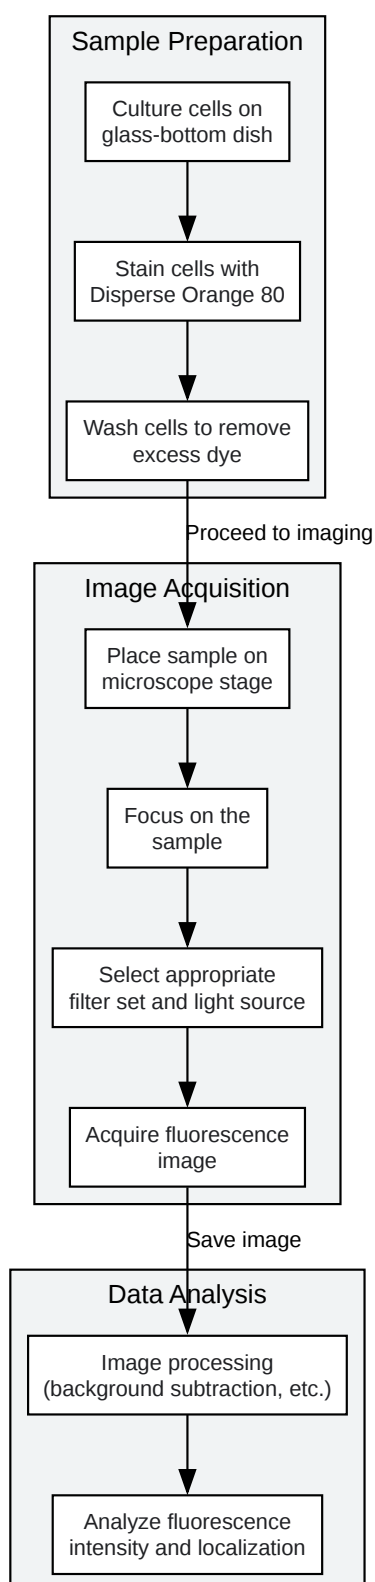 Sample Preparation
Culture cells on
glass-bottom dish
Stain cells with
Disperse Orange 80
Wash cells to remove
excess dye
Proceed to imaging
Image Acquisition
Place sample on
microscope stage
Focus on the
sample
Select appropriate
filter set and light source
Acquire fluorescence
image
Save image
Data Analysis
Image processing
(background subtraction, etc.)
Analyze fluorescence
intensity and localization